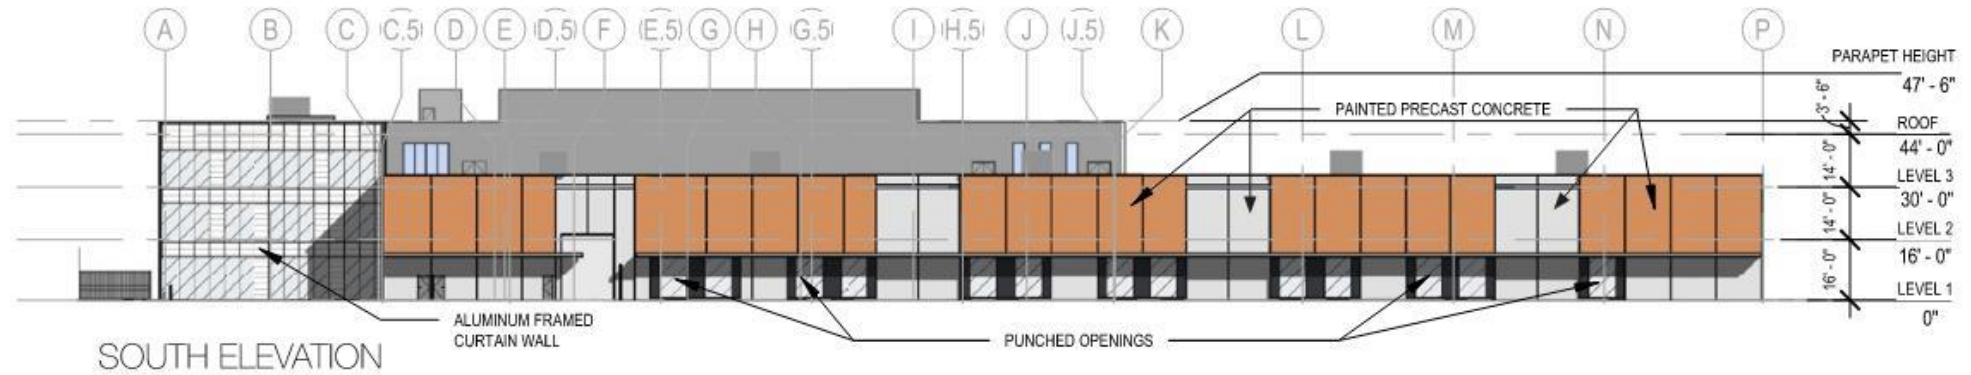 A B C (C.5) D E (D.5) F (E.5) G H (G.5) I (H.5) J (J.5) K L M N P
PARAPET HEIGHT
47' - 6"
3' - 6"
PAINTED PRECAST CONCRETE
ROOF
44' - 0"
14' - 0"
LEVEL 3
30' - 0"
14' - 0"
LEVEL 2
16' - 0"
16' - 0"
LEVEL 1
0"
ALUMINUM FRAMED
CURTAIN WALL
PUNCHED OPENINGS
SOUTH ELEVATION